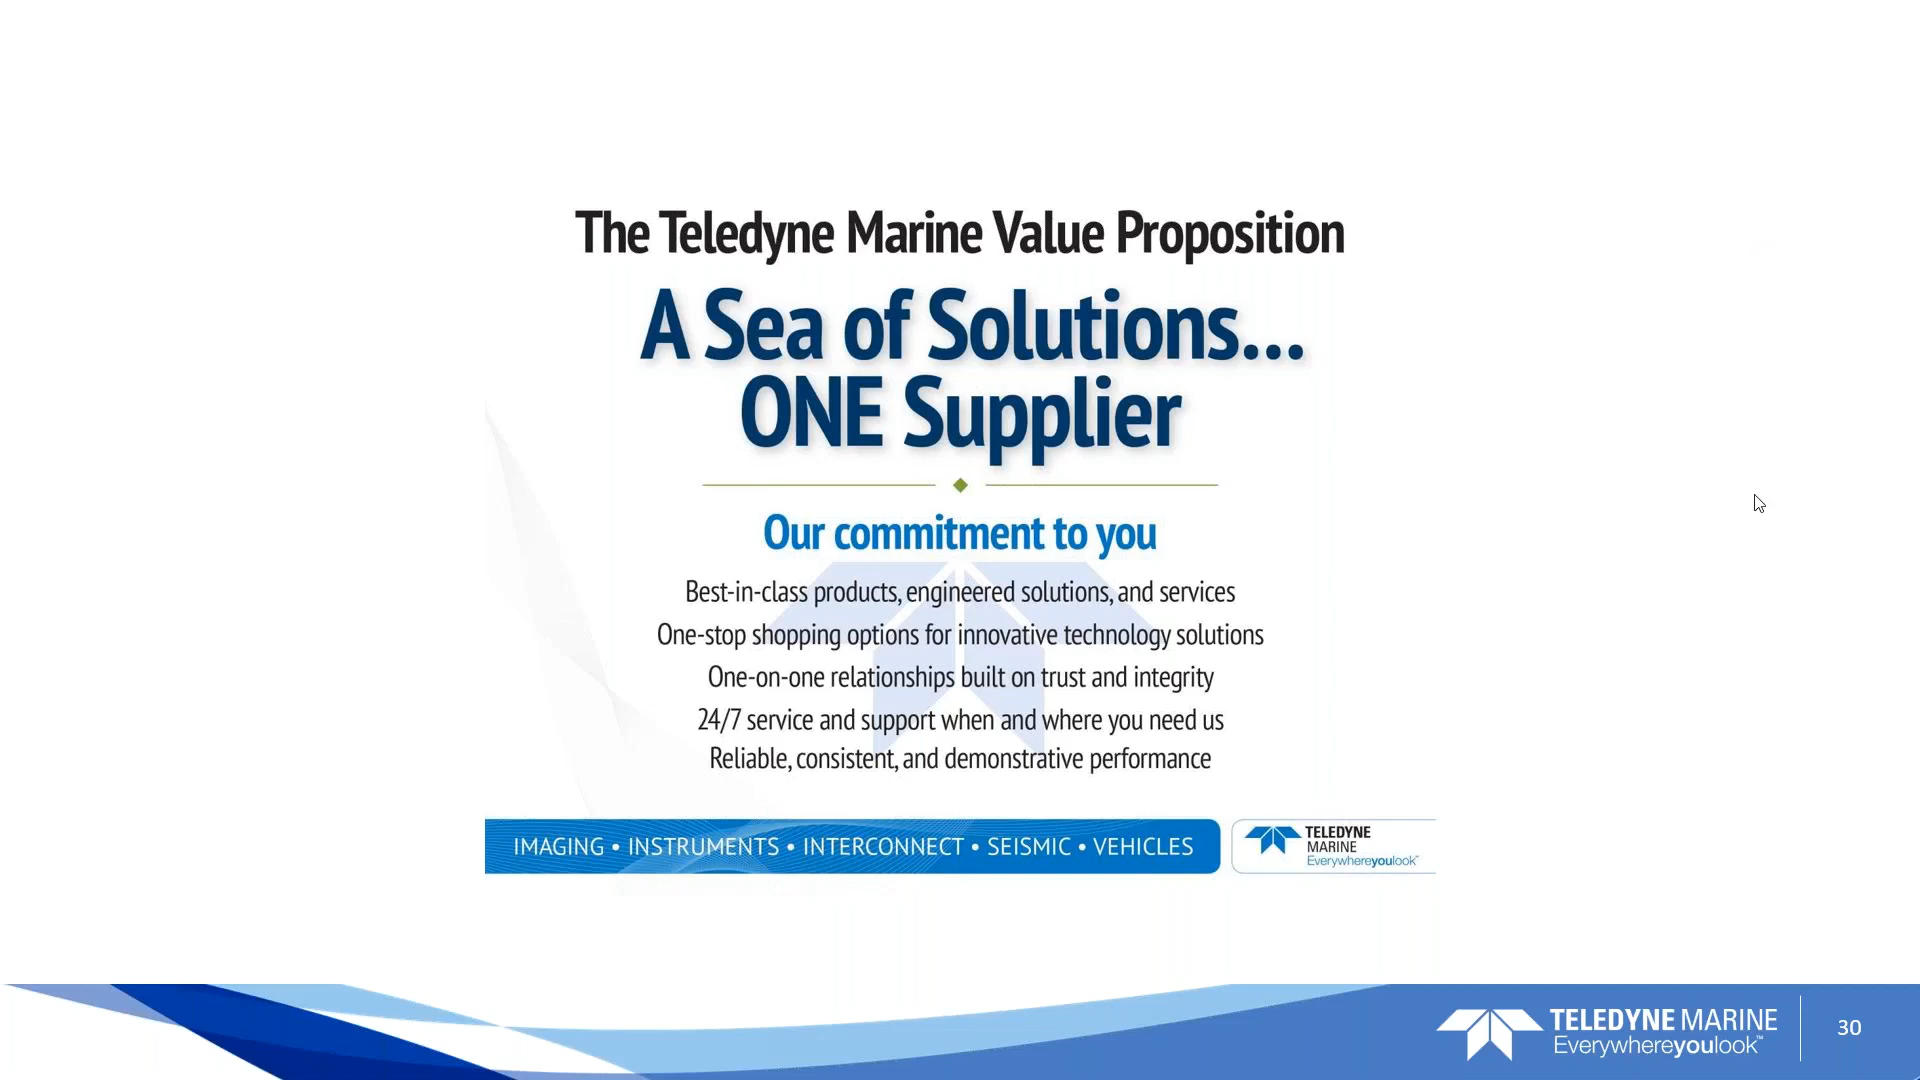 The Teledyne Marine Value Proposition
A Sea of Solutions...
ONE Supplier
Our commitment to you
Best-in-class products, engineered solutions, and services
One-stop shopping options for innovative technology solutions
One-on-one relationships built on trust and integrity
24/7 service and support when and where you need us
Reliable, consistent, and demonstrative performance
IMAGING • INSTRUMENTS • INTERCONNECT • SEISMIC • VEHICLES
TELEDYNE
MARINE
Everywhereyoulook™
TELEDYNE MARINE
Everywhereyoulook™
30